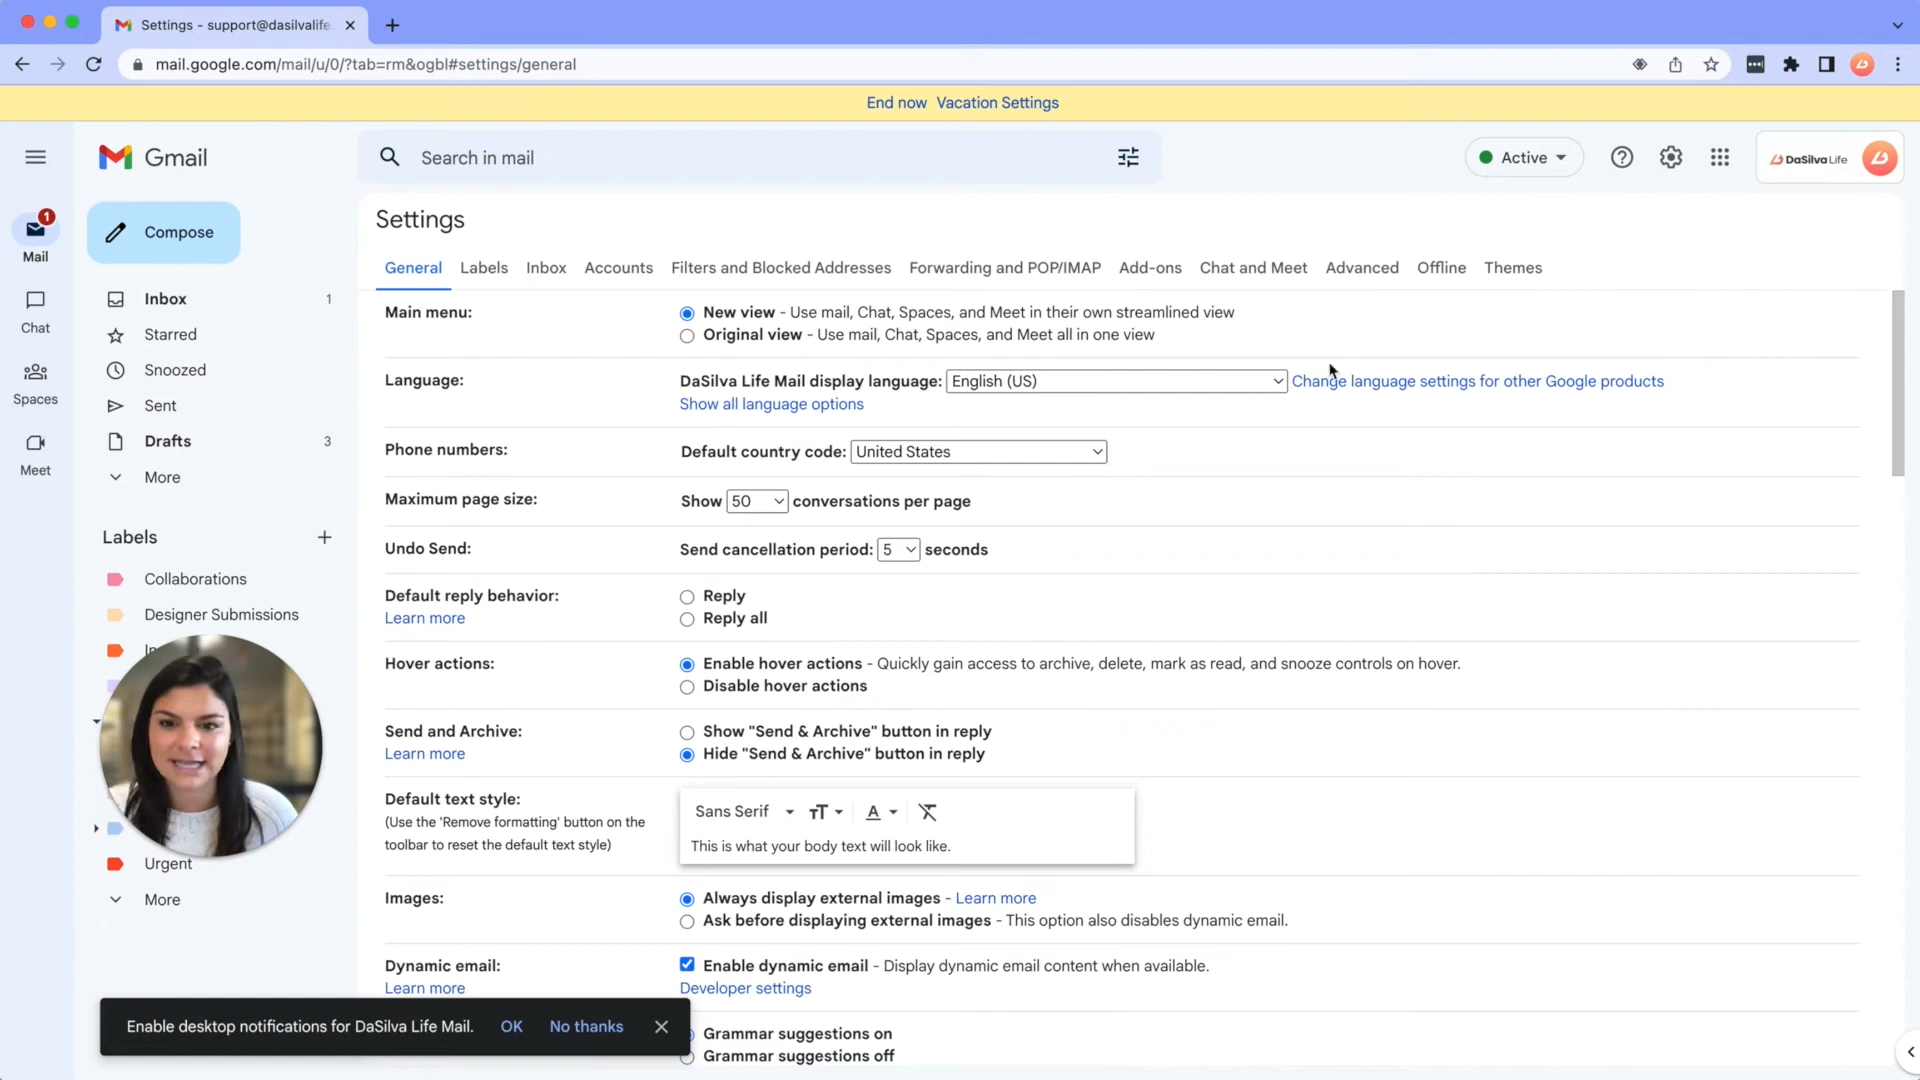 Settings - support@dasilvalife
mail.google.com/mail/u/0/?tab=rm&ogbl#settings/general
End now Vacation Settings
Gmail
Search in mail
Active
DaSilva Life
1
Mail
Chat
Spaces
Meet
Compose
Inbox 1
Starred
Snoozed
Sent
Drafts 3
More
Labels
Collaborations
Designer Submissions
Urgent
More
Settings
General Labels Inbox Accounts Filters and Blocked Addresses Forwarding and POP/IMAP Add-ons Chat and Meet Advanced Offline Themes
Main menu:
New view - Use mail, Chat, Spaces, and Meet in their own streamlined view
Original view - Use mail, Chat, Spaces, and Meet all in one view
Language:
DaSilva Life Mail display language: English (US) Change language settings for other Google products
Show all language options
Phone numbers:
Default country code: United States
Maximum page size:
Show 50 conversations per page
Undo Send:
Send cancellation period: 5 seconds
Default reply behavior:
Learn more
Reply
Reply all
Hover actions:
Enable hover actions - Quickly gain access to archive, delete, mark as read, and snooze controls on hover.
Disable hover actions
Send and Archive:
Learn more
Show "Send & Archive" button in reply
Hide "Send & Archive" button in reply
Default text style:
(Use the 'Remove formatting' button on the
toolbar to reset the default text style)
Sans Serif
This is what your body text will look like.
Images:
Always display external images - Learn more
Ask before displaying external images - This option also disables dynamic email.
Dynamic email:
Learn more
Enable dynamic email - Display dynamic email content when available.
Developer settings
Grammar suggestions on
Grammar suggestions off
Enable desktop notifications for DaSilva Life Mail. OK No thanks